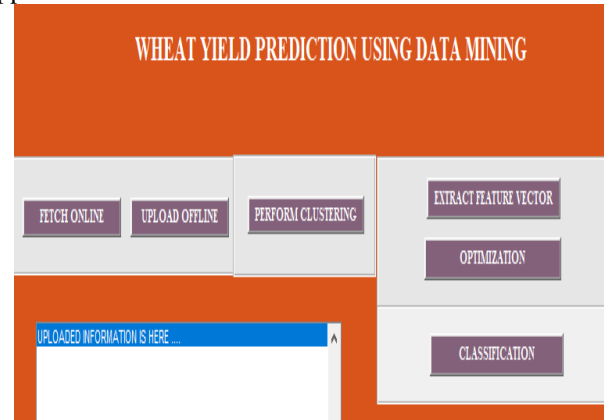 WHEAT YIELD PREDICTION USING DATA MINING
FETCH ONLINE
UPLOAD OFFLINE
PERFORM CLUSTERING
EXTRACT FEATURE VECTOR
OPTIMIZATION
UPLOADED INFORMATION IS HERE ....
CLASSIFICATION